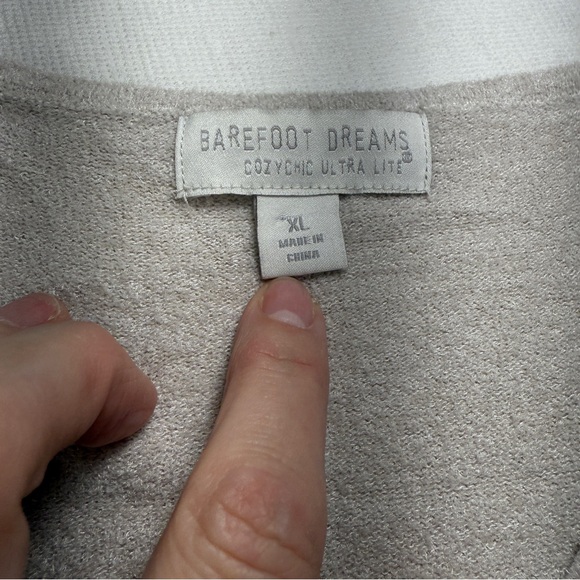 BAREFOOT DREAMS
COZYCHIC ULTRA LITE®
XL
MADE IN
CHINA